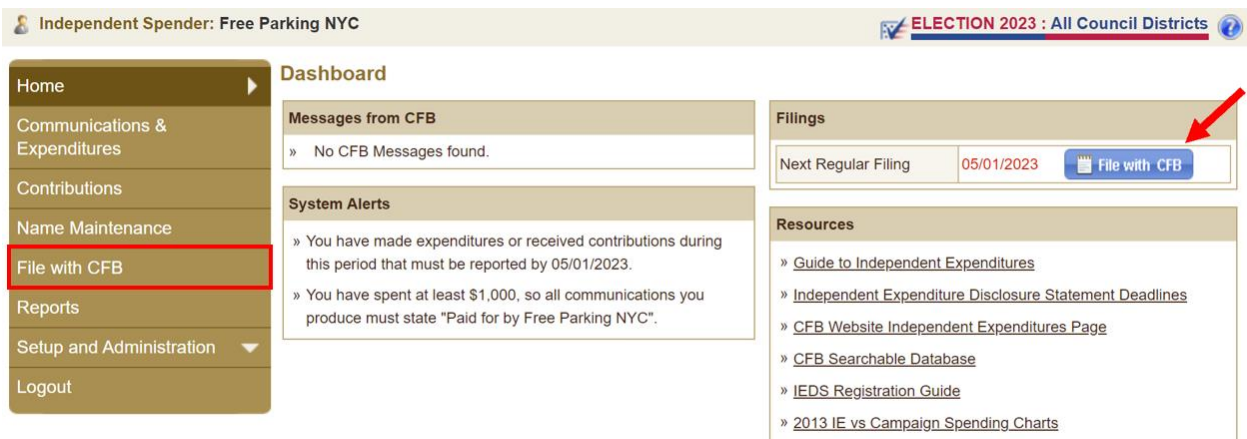 Independent Spender: Free Parking NYC
ELECTION 2023 : All Council Districts
?
Home
Communications &
Expenditures
Contributions
Name Maintenance
File with CFB
Reports
Setup and Administration
Logout
Dashboard
Messages from CFB
» No CFB Messages found.
System Alerts
» You have made expenditures or received contributions during
this period that must be reported by 05/01/2023.
» You have spent at least $1,000, so all communications you
produce must state "Paid for by Free Parking NYC".
Filings
Next Regular Filing 05/01/2023 File with CFB
Resources
» Guide to Independent Expenditures
» Independent Expenditure Disclosure Statement Deadlines
» CFB Website Independent Expenditures Page
» CFB Searchable Database
» IEDS Registration Guide
» 2013 IE vs Campaign Spending Charts